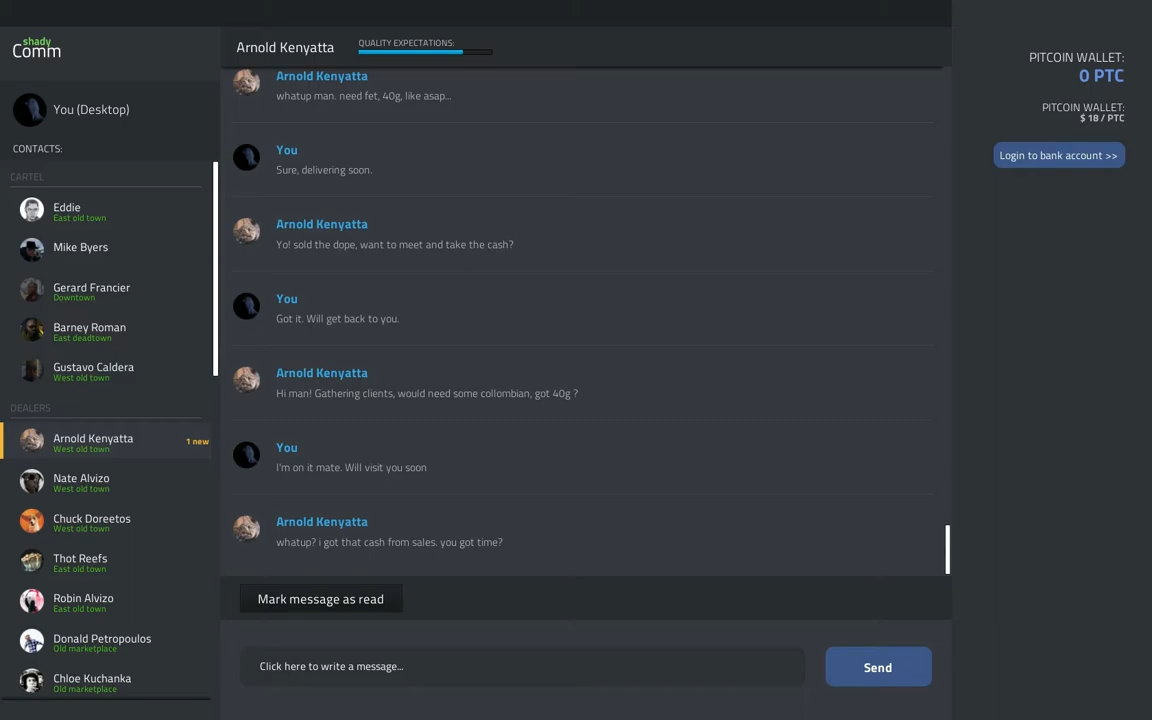 shady
Comm
You (Desktop)
CONTACTS:
CARTEL
Eddie
East old town
Mike Byers
Gerard Francier
Downtown
Barney Roman
East deadtown
Gustavo Caldera
West old town
DEALERS
Arnold Kenyatta
West old town
1 new
Nate Alvizo
West old town
Chuck Doreetos
West old town
Thot Reefs
East old town
Robin Alvizo
East old town
Donald Petropoulos
Old marketplace
Chloe Kuchanka
Old marketplace
Arnold Kenyatta
QUALITY EXPECTATIONS:
Arnold Kenyatta
whatup man. need fet, 40g, like asap...
You
Sure, delivering soon.
Arnold Kenyatta
Yo! sold the dope, want to meet and take the cash?
You
Got it. Will get back to you.
Arnold Kenyatta
Hi man! Gathering clients, would need some collombian, got 40g ?
You
I'm on it mate. Will visit you soon
Arnold Kenyatta
whatup? i got that cash from sales. you got time?
Mark message as read
Click here to write a message...
Send
PITCOIN WALLET:
0 PTC
PITCOIN WALLET:
$ 18 / PTC
Login to bank account >>